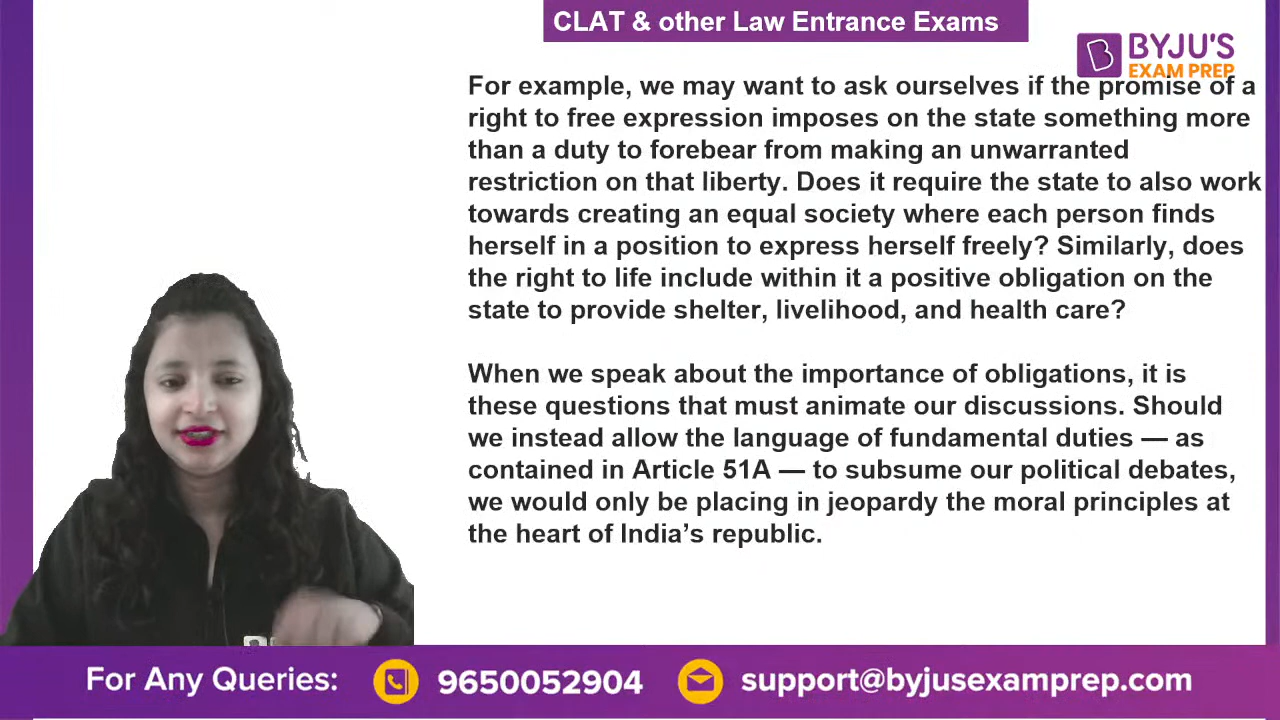 CLAT & other Law Entrance Exams
BYJU'S
EXAM PREP
For example, we may want to ask ourselves if the promise of a
right to free expression imposes on the state something more
than a duty to forebear from making an unwarranted
restriction on that liberty. Does it require the state to also work
towards creating an equal society where each person finds
herself in a position to express herself freely? Similarly, does
the right to life include within it a positive obligation on the
state to provide shelter, livelihood, and health care?
When we speak about the importance of obligations, it is
these questions that must animate our discussions. Should
we instead allow the language of fundamental duties — as
contained in Article 51A — to subsume our political debates,
we would only be placing in jeopardy the moral principles at
the heart of India’s republic.
For Any Queries: 9650052904 support@byjusexamprep.com